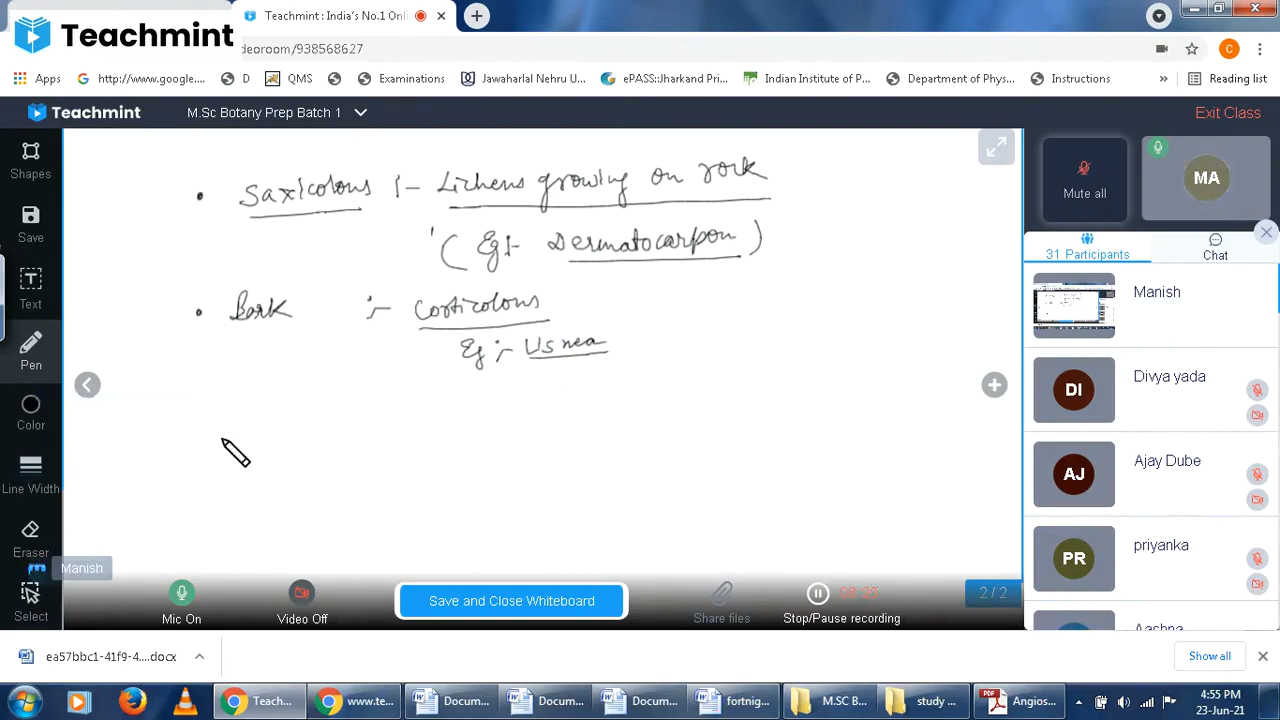 Teachmint : India's No.1 Onl
Teachmint
deoroom/938568627
C
Apps
http://www.google....
D
QMS
Examinations
Jawaharlal Nehru U...
ePASS::Jharkand Pri...
Indian Institute of P...
Department of Phys...
Instructions
»
Reading list
Teachmint
M.Sc Botany Prep Batch 1
Exit Class
Shapes
Save
Text
Pen
Color
Line Width
Eraser
Select
• Saxicolous :- Lichens growing on rock
( Eg:- Dermatocarpon )
• Bark :- Corticolous
Eg :- Usnea
Mute all
MA
31 Participants
Chat
Manish
DI
Divya yada
AJ
Ajay Dube
PR
priyanka
Aashna
Manish
Mic On
Video Off
Save and Close Whiteboard
Share files
Stop/Pause recording
2 / 2
ea57bbc1-41f9-4....docx
Show all
Teach...
www.te...
Docum...
Docum...
Docum...
fortnig...
M.SC B...
study ...
Angios...
4:55 PM
23-Jun-21